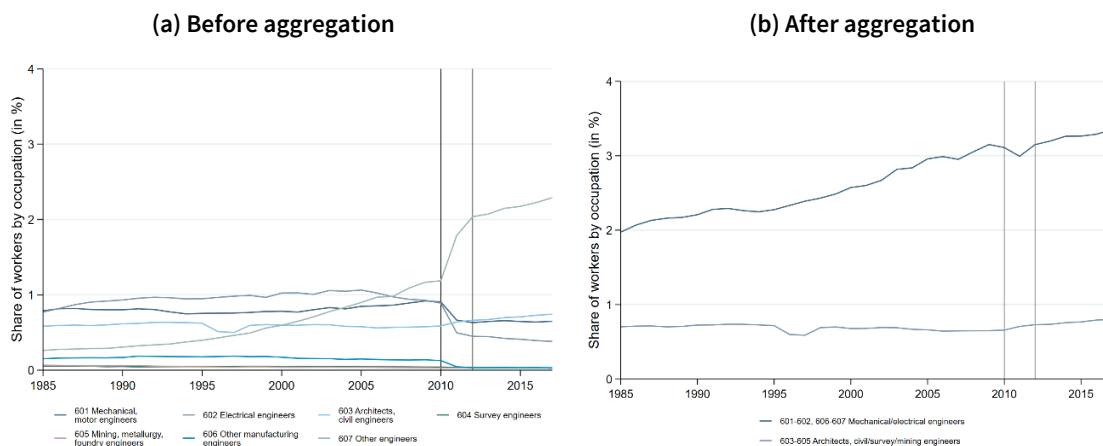 (a) Before aggregation
(b) After aggregation
Share of workers by occupation (in %)
4
3
2
1
0
1985
1990
1995
2000
2005
2010
2015
601 Mechanical,
motor engineers
602 Electrical engineers
603 Architects,
civil engineers
604 Survey engineers
605 Mining, metallurgy,
foundry engineers
606 Other manufacturing
engineers
607 Other engineers
Share of workers by occupation (in %)
4
3
2
1
0
1985
1990
1995
2000
2005
2010
2015
601-602, 606-607 Mechanical/electrical engineers
603-605 Architects, civil/survey/mining engineers